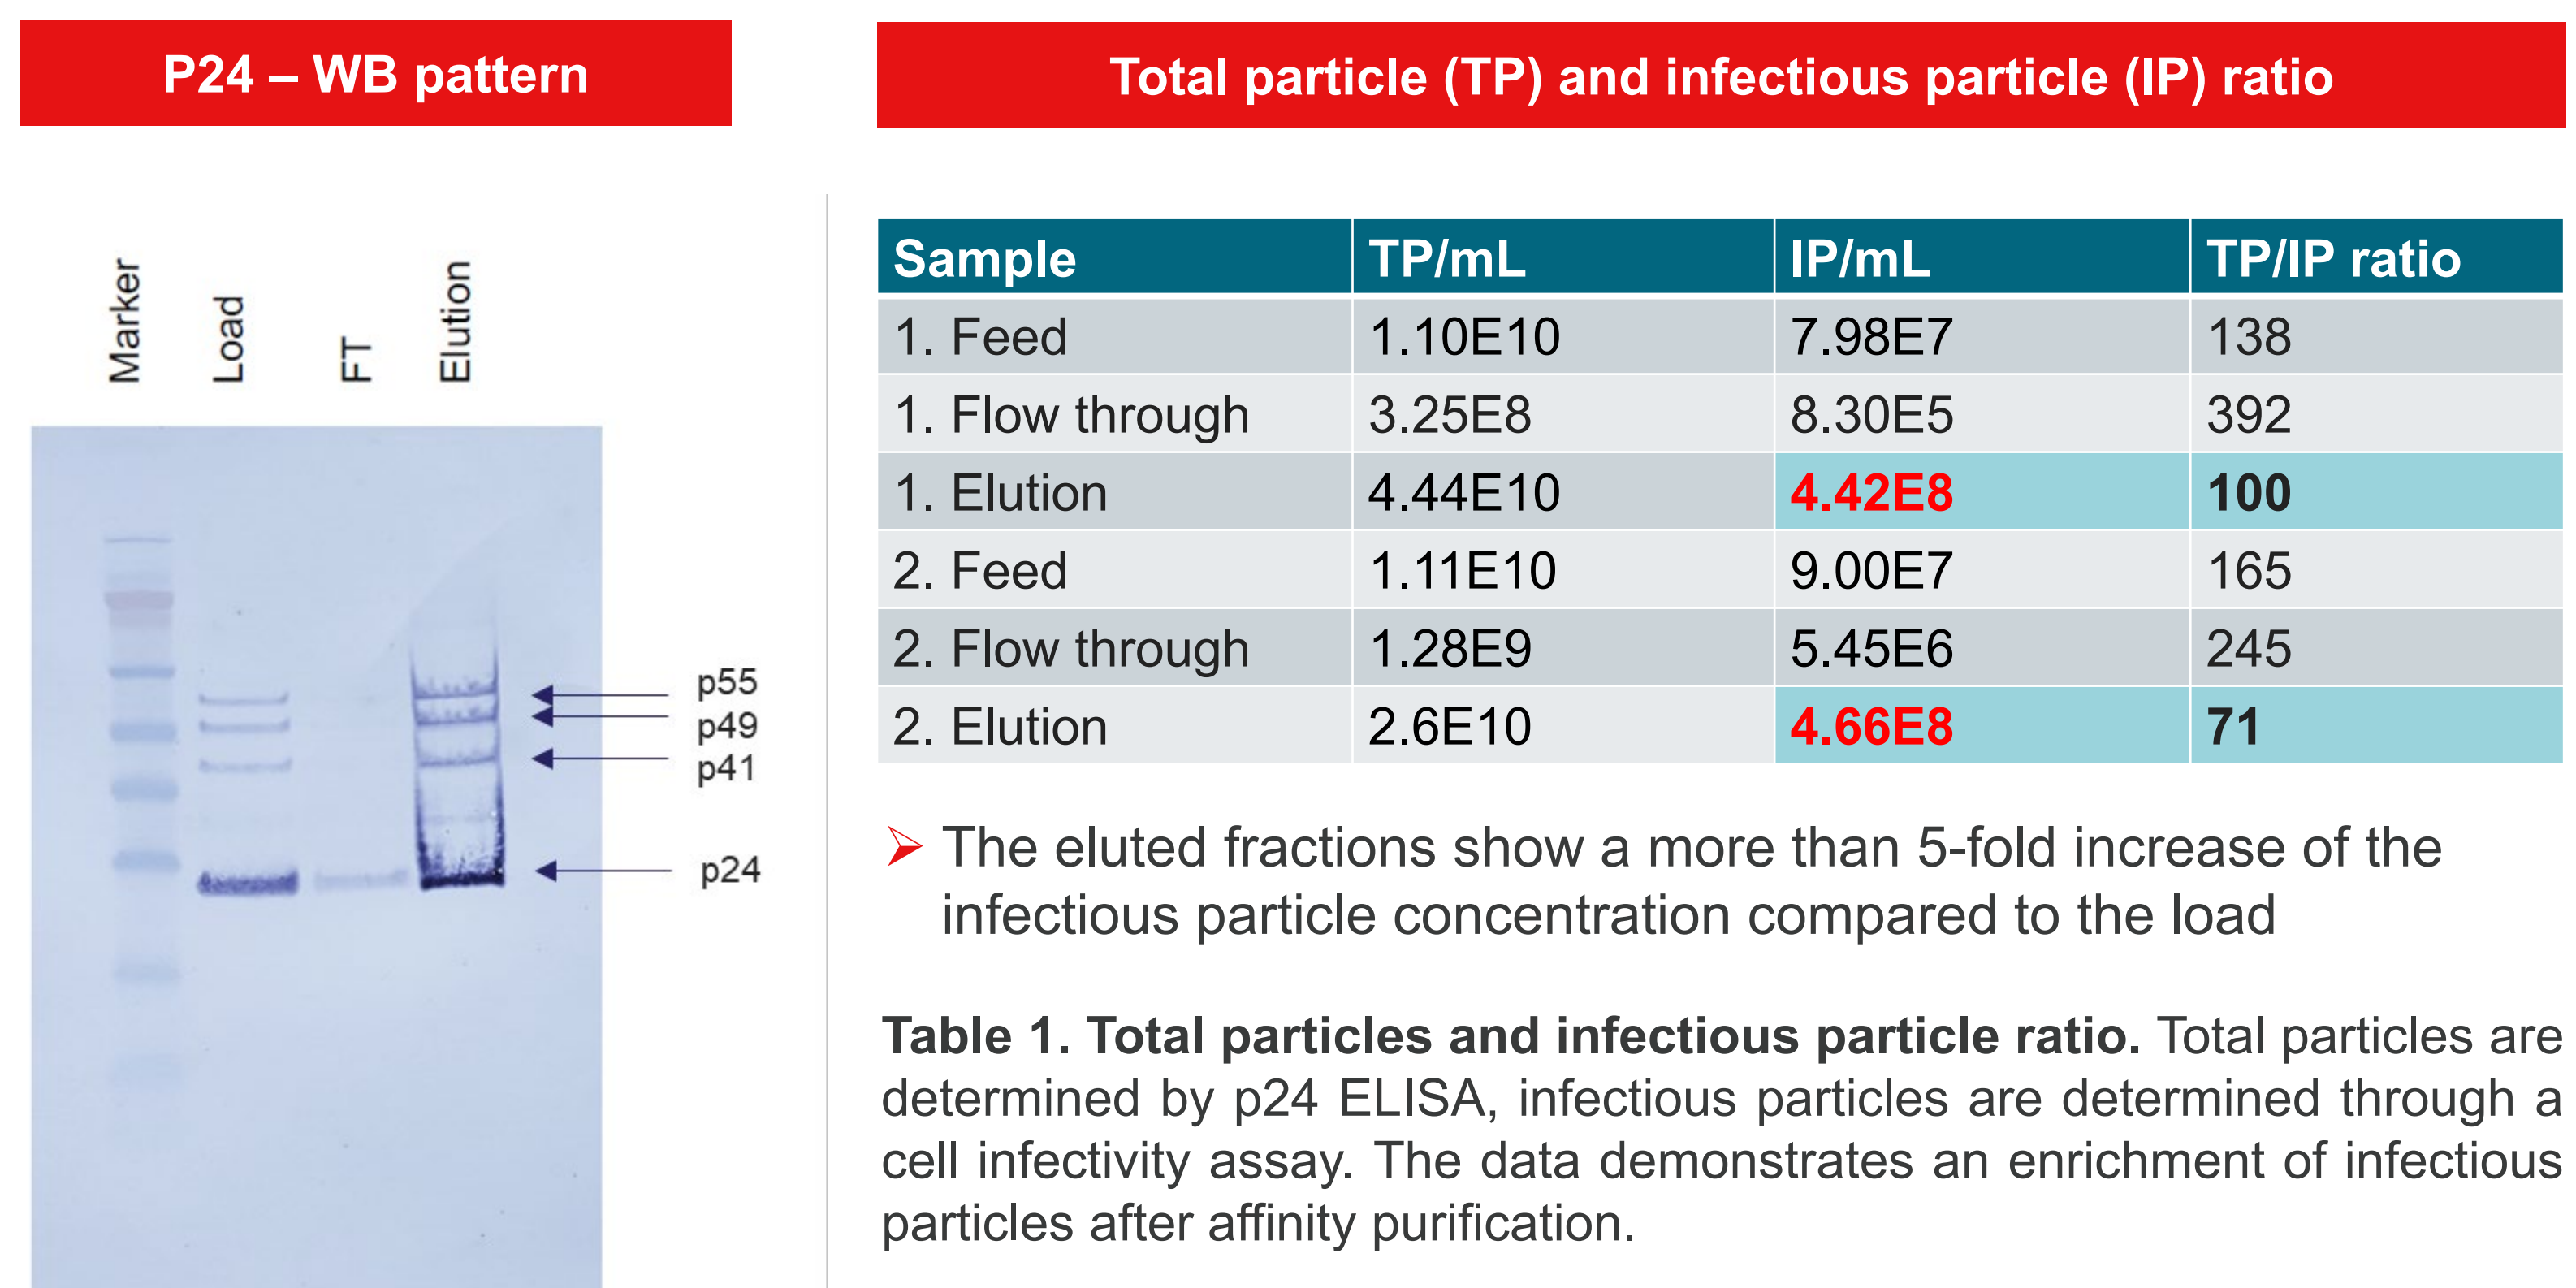 P24 – WB pattern
Marker
Load
FT
Elution
p55
p49
p41
p24
Total particle (TP) and infectious particle (IP) ratio
Sample TP/mL IP/mL TP/IP ratio
1. Feed 1.10E10 7.98E7 138
1. Flow through 3.25E8 8.30E5 392
1. Elution 4.44E10 4.42E8 100
2. Feed 1.11E10 9.00E7 165
2. Flow through 1.28E9 5.45E6 245
2. Elution 2.6E10 4.66E8 71
➢ The eluted fractions show a more than 5-fold increase of the
infectious particle concentration compared to the load
Table 1. Total particles and infectious particle ratio. Total particles are
determined by p24 ELISA, infectious particles are determined through a
cell infectivity assay. The data demonstrates an enrichment of infectious
particles after affinity purification.